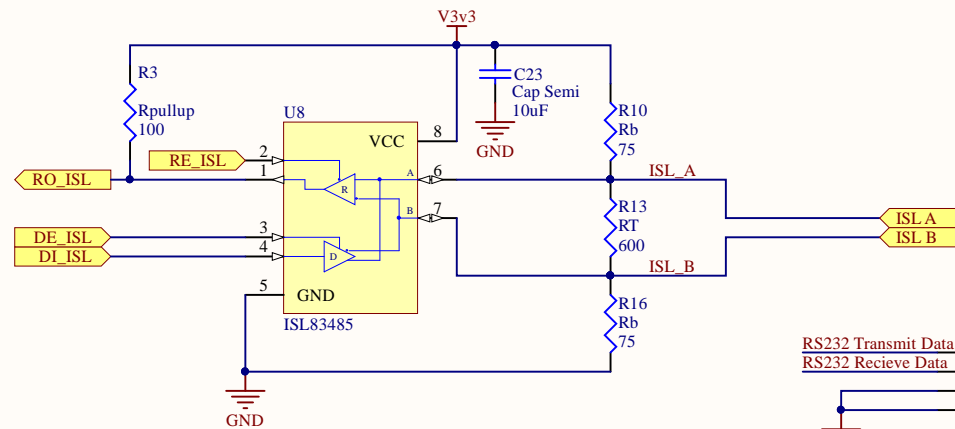 V3v3
R3
Rpullup
100
C23
Cap Semi
10uF
GND
U8
VCC
8
R10
Rb
75
RE_ISL
2
RO_ISL
1
R
A
6
ISL_A
B
7
R13
RT
600
ISL A
ISL B
DE_ISL
3
DI_ISL
4
D
ISL_B
5
GND
ISL83485
R16
Rb
75
GND
RS232 Transmit Data
RS232 Recieve Data